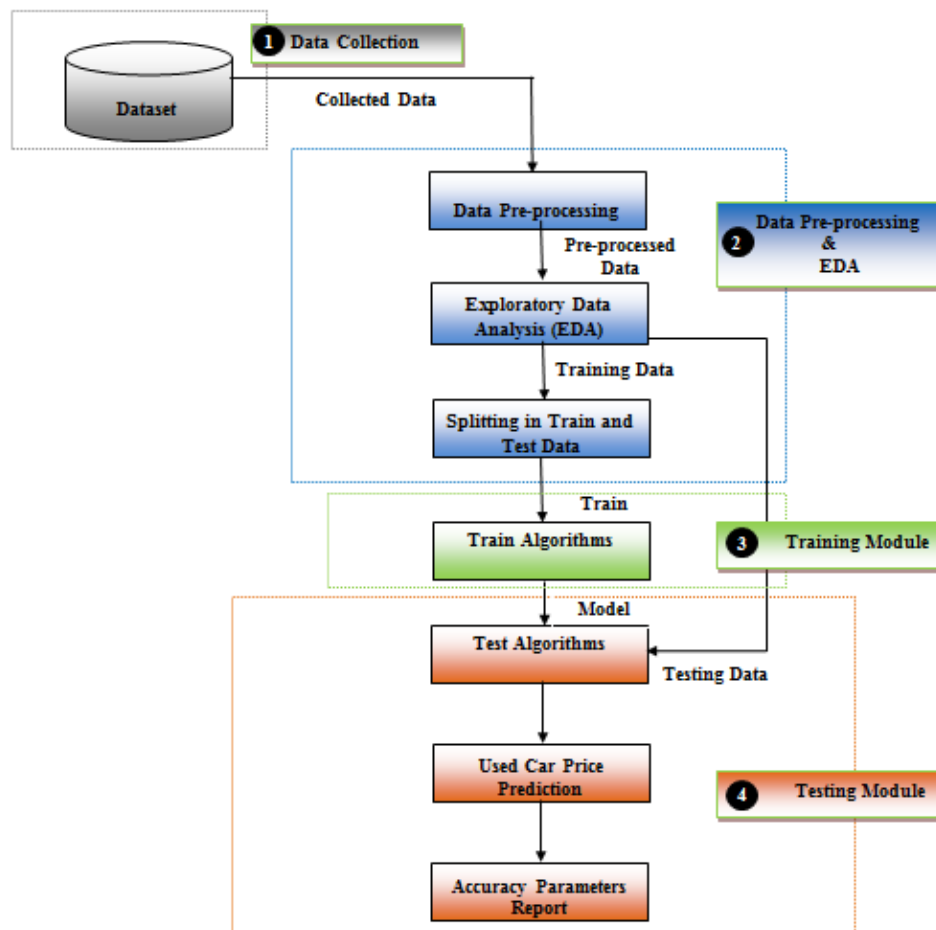 1 Data Collection
Dataset
Collected Data
Data Pre-processing
Pre-processed
Data
2 Data Pre-processing
&
EDA
Exploratory Data
Analysis (EDA)
Training Data
Splitting in Train and
Test Data
Train
Train Algorithms
3 Training Module
Model
Test Algorithms
Testing Data
Used Car Price
Prediction
4 Testing Module
Accuracy Parameters
Report